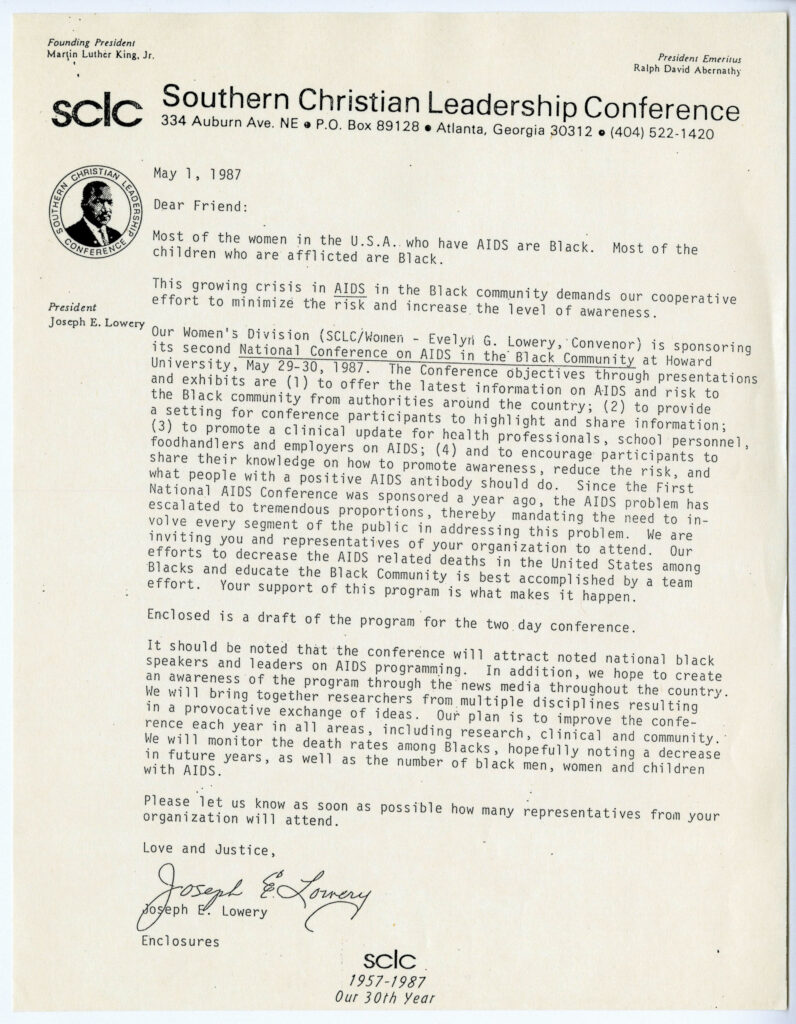 Founding President
Martin Luther King, Jr.
President Emeritus
Ralph David Abernathy
sclc
Southern Christian Leadership Conference
334 Auburn Ave. NE • P.O. Box 89128 • Atlanta, Georgia 30312 • (404) 522-1420
SOUTHERN CHRISTIAN LEADERSHIP CONFERENCE
President
Joseph E. Lowery
May 1, 1987
Dear Friend:
Most of the women in the U.S.A. who have AIDS are Black. Most of the
children who are afflicted are Black.
This growing crisis in AIDS in the Black community demands our cooperative
effort to minimize the risk and increase the level of awareness.
Our Women's Division (SCLC/Women - Evelyn G. Lowery, Convenor) is sponsoring
its second National Conference on AIDS in the Black Community at Howard
University, May 29-30, 1987. The Conference objectives through presentations
and exhibits are (1) to offer the latest information on AIDS and risk to
the Black community from authorities around the country; (2) to provide
a setting for conference participants to highlight and share information;
(3) to promote a clinical update for health professionals, school personnel,
foodhandlers and employers on AIDS; (4) and to encourage participants to
share their knowledge on how to promote awareness, reduce the risk, and
what people with a positive AIDS antibody should do. Since the First
National AIDS Conference was sponsored a year ago, the AIDS problem has
escalated to tremendous proportions, thereby mandating the need to in-
volve every segment of the public in addressing this problem. We are
inviting you and representatives of your organization to attend. Our
efforts to decrease the AIDS related deaths in the United States among
Blacks and educate the Black Community is best accomplished by a team
effort. Your support of this program is what makes it happen.
Enclosed is a draft of the program for the two day conference.
It should be noted that the conference will attract noted national black
speakers and leaders on AIDS programming. In addition, we hope to create
an awareness of the program through the news media throughout the country.
We will bring together researchers from multiple disciplines resulting
in a provocative exchange of ideas. Our plan is to improve the confe-
rence each year in all areas, including research, clinical and community.
We will monitor the death rates among Blacks, hopefully noting a decrease
in future years, as well as the number of black men, women and children
with AIDS.
Please let us know as soon as possible how many representatives from your
organization will attend.
Love and Justice,
Joseph E. Lowery
Joseph E. Lowery
Enclosures
sclc
1957-1987
Our 30th Year